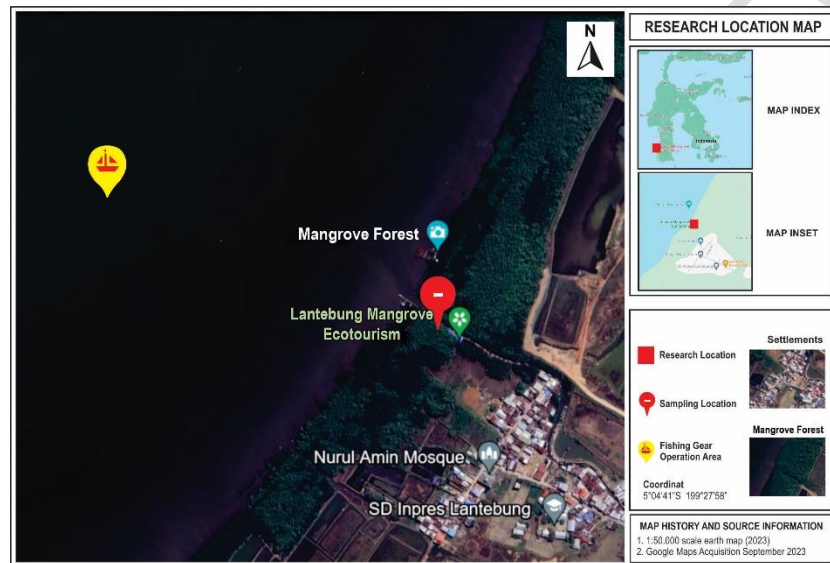 N
Mangrove Forest
Lantebung Mangrove
Ecotourism
Nurul Amin Mosque
SD Inpres Lantebung
RESEARCH LOCATION MAP
Indonesia
MAP INDEX
MAP INSET
Settlements
Research Location
Sampling Location
Mangrove Forest
Fishing Gear
Operation Area
Coordinat
5°04'41"S 199°27'58"
MAP HISTORY AND SOURCE INFORMATION
1. 1:50.000 scale earth map (2023)
2. Google Maps Acquisition September 2023